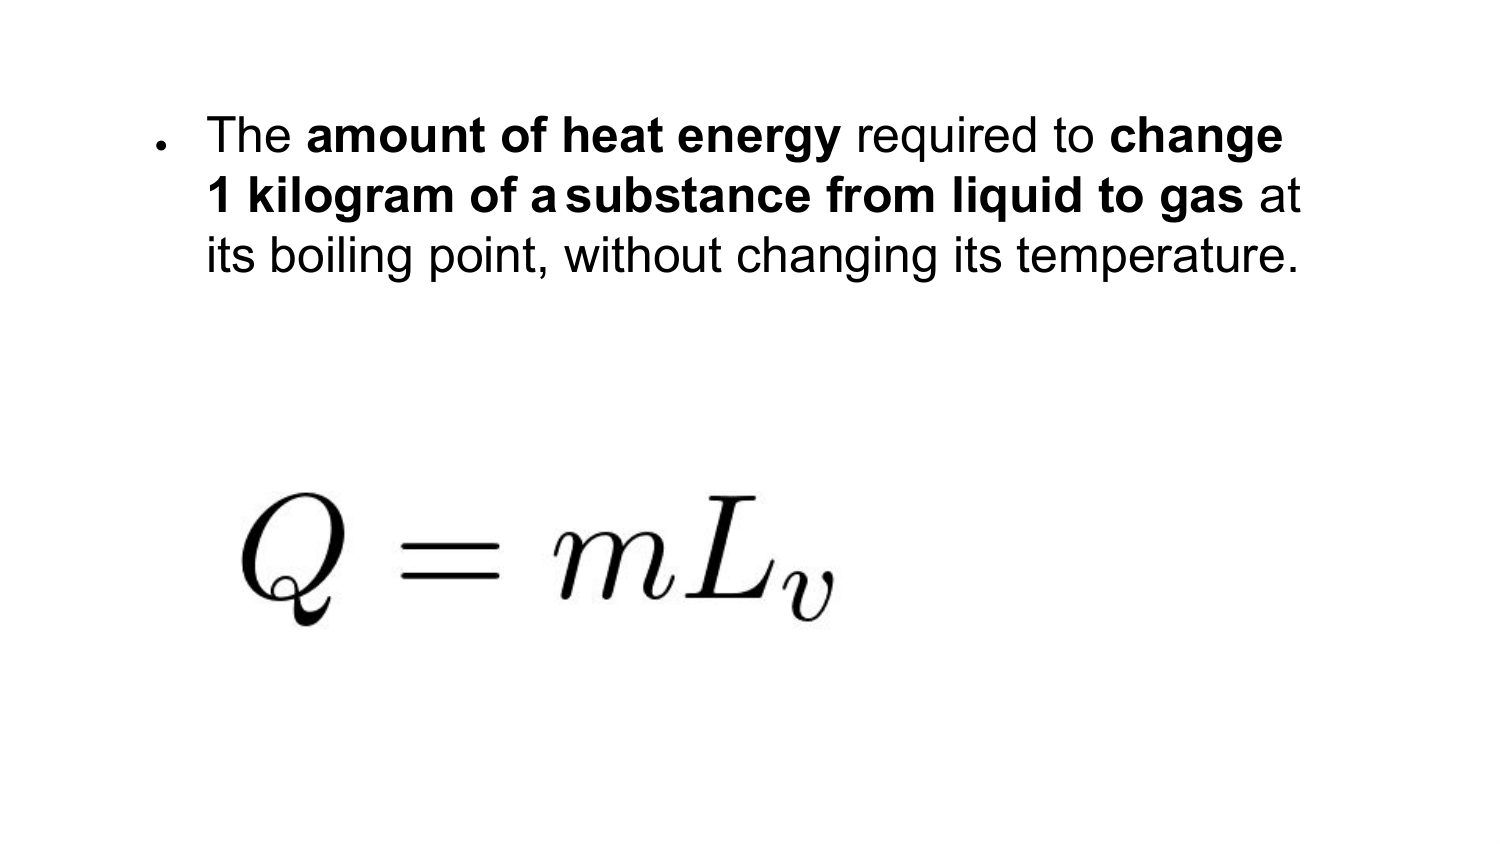 • The amount of heat energy required to change
1 kilogram of a substance from liquid to gas at
its boiling point, without changing its temperature.
Q = mL_v